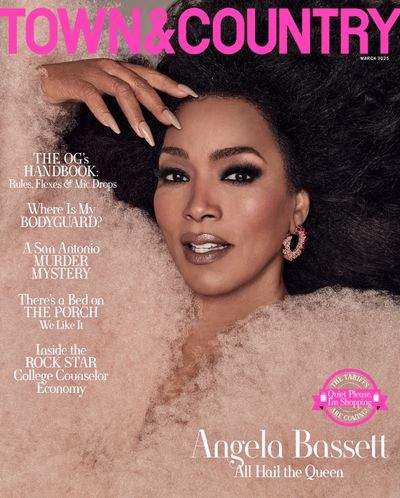 TOWN&COUNTRY
MARCH 2025
THE OG's
HANDBOOK:
Rules, Flexes & Mic Drops
Where Is My
BODYGUARD?
A San Antonio
MURDER
MYSTERY
There's a Bed on
THE PORCH
We Like It
Inside the
ROCK STAR
College Counselor
Economy
THE TARIFFS
Quiet Please,
I'm Shopping
ARE COMING!
Angela Bassett
All Hail the Queen